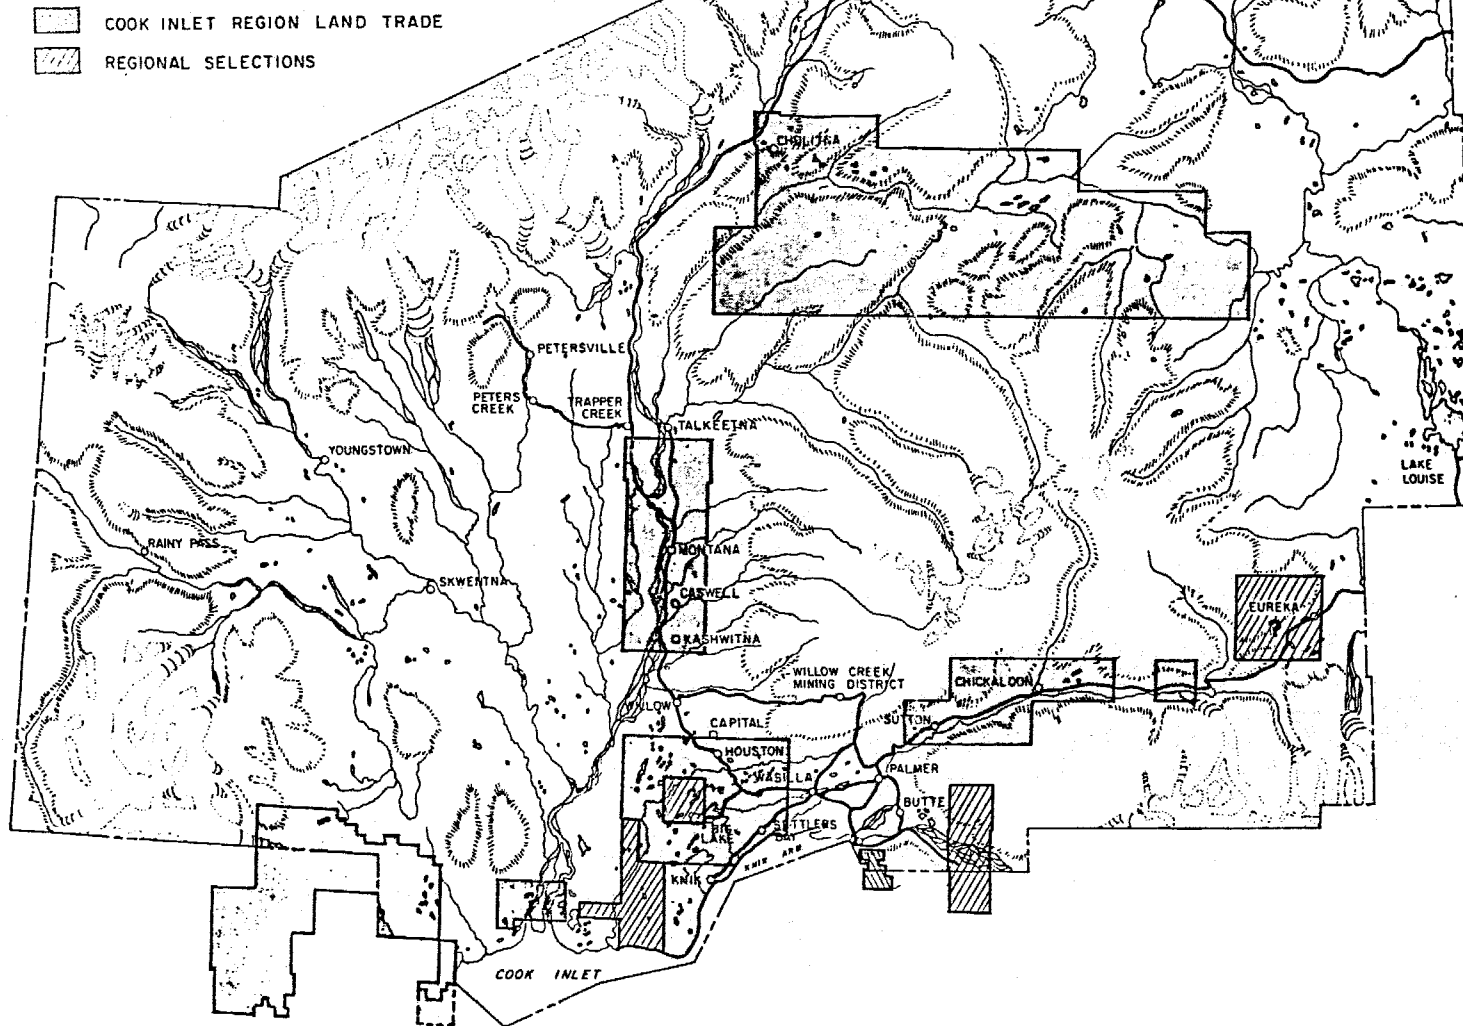 COOK INLET REGION LAND TRADE
REGIONAL SELECTIONS
CHULITNA
PETERSVILLE
PETERS
CREEK
TRAPPER
CREEK
TALKEETNA
YOUNGSTOWN
LAKE
LOUISE
RAINY PASS
MONTANA
SKWENTNA
CASWELL
EUREKA
KASHWITNA
WILLOW CREEK/
MINING DISTRICT
CHICKALOON
WILLOW
CAPITAL
SUTTON
HOUSTON
WASILLA
PALMER
BUTTE
BIG
LAKE
SETTLERS
BAY
KNIK ARM
KNIK
COOK INLET